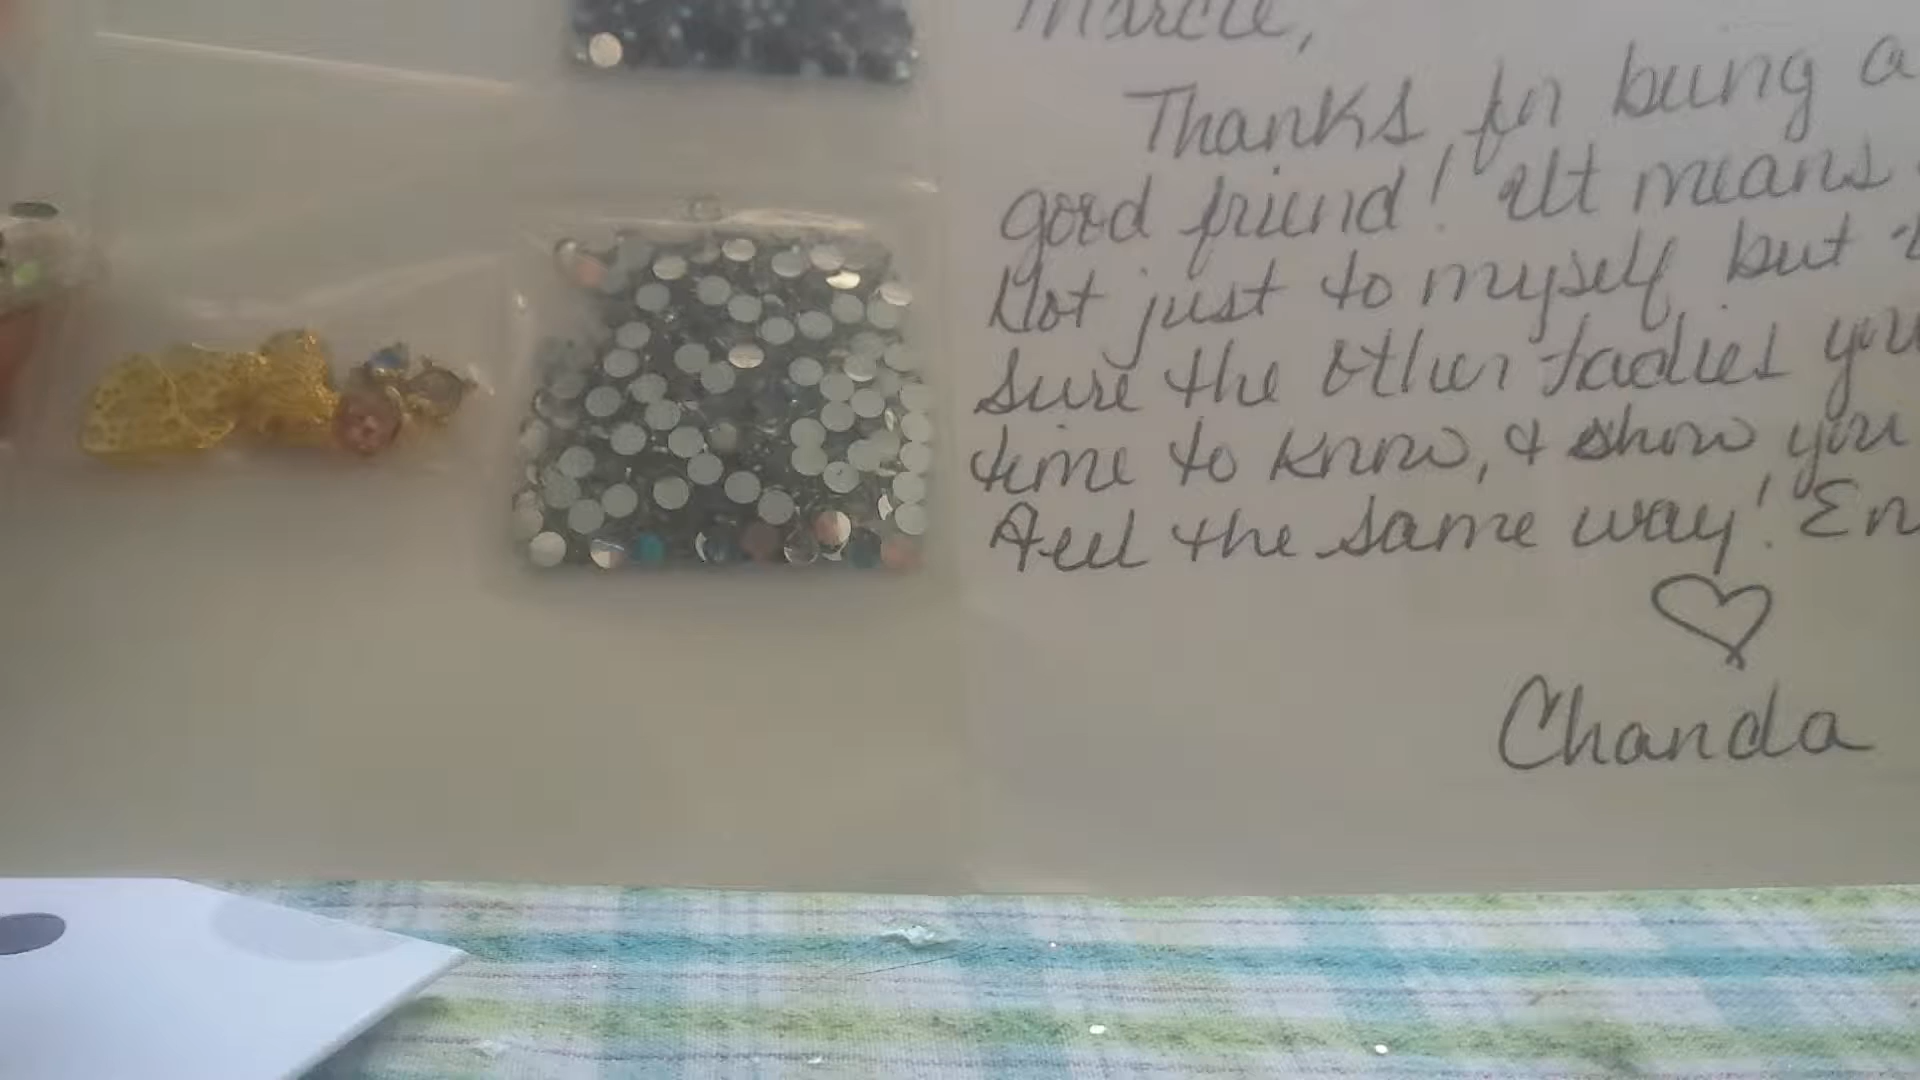 Marcie,
Thanks for being a
good friend! It means
Not just to myself but
sure the other ladies you
time to know, & show you
feel the same way! En
♡
Chanda